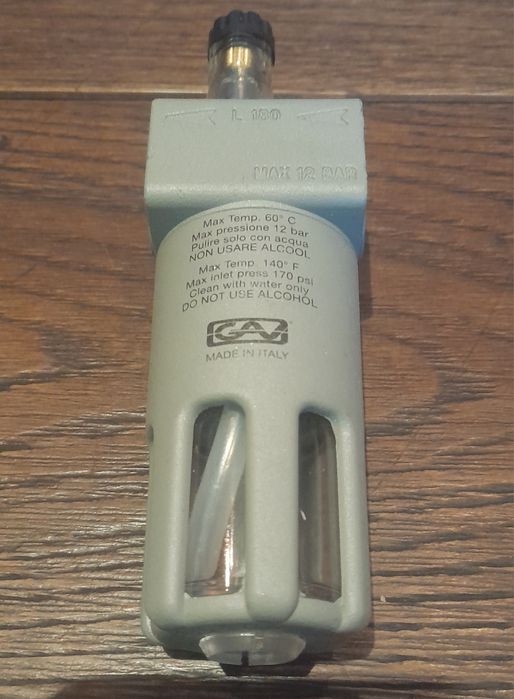 L 180
MAX 12 BAR
Max Temp. 60° C
Max pressione 12 bar
Pulire solo con acqua
NON USARE ALCOOL
Max Temp. 140° F
Max inlet press 170 psi
Clean with water only
DO NOT USE ALCOHOL
GAV
MADE IN ITALY